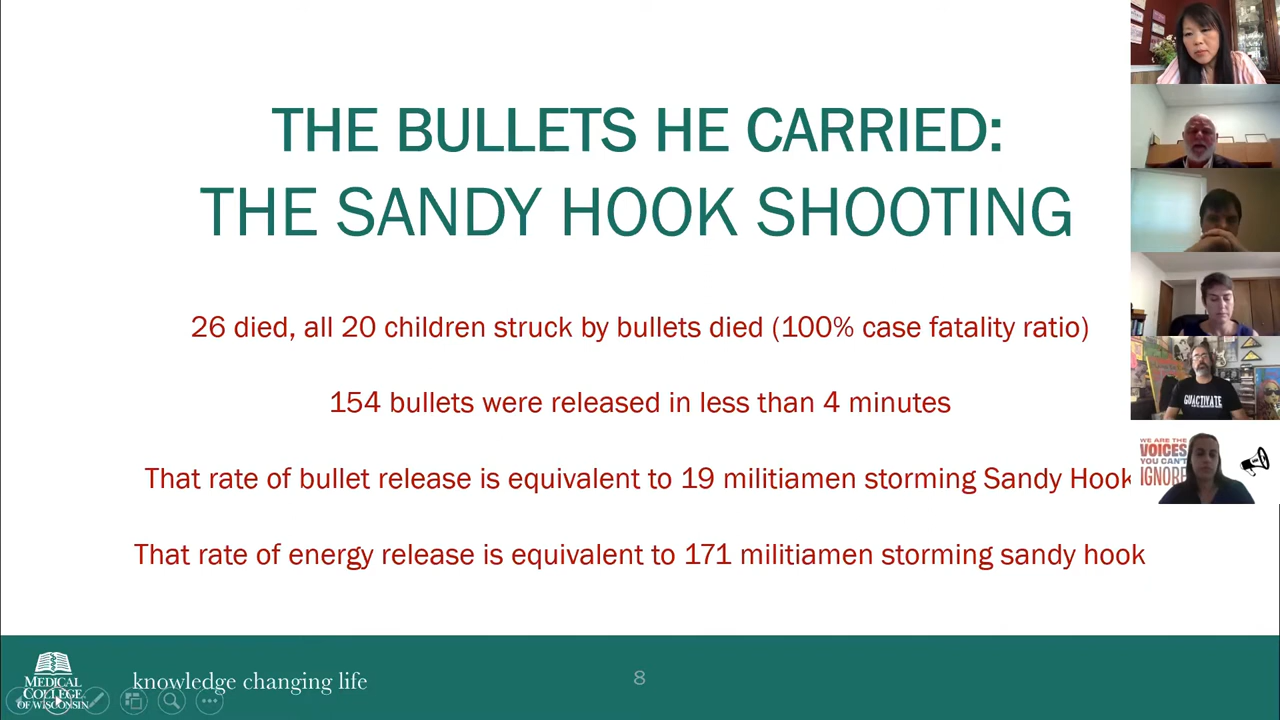 THE BULLETS HE CARRIED:
THE SANDY HOOK SHOOTING
26 died, all 20 children struck by bullets died (100% case fatality ratio)
154 bullets were released in less than 4 minutes
That rate of bullet release is equivalent to 19 militiamen storming Sandy Hook
That rate of energy release is equivalent to 171 militiamen storming sandy hook
GUACTIVATE
WE ARE THE
VOICES
YOU CAN'T
IGNORE
MEDICAL
COLLEGE
OF WISCONSIN
knowledge changing life
8